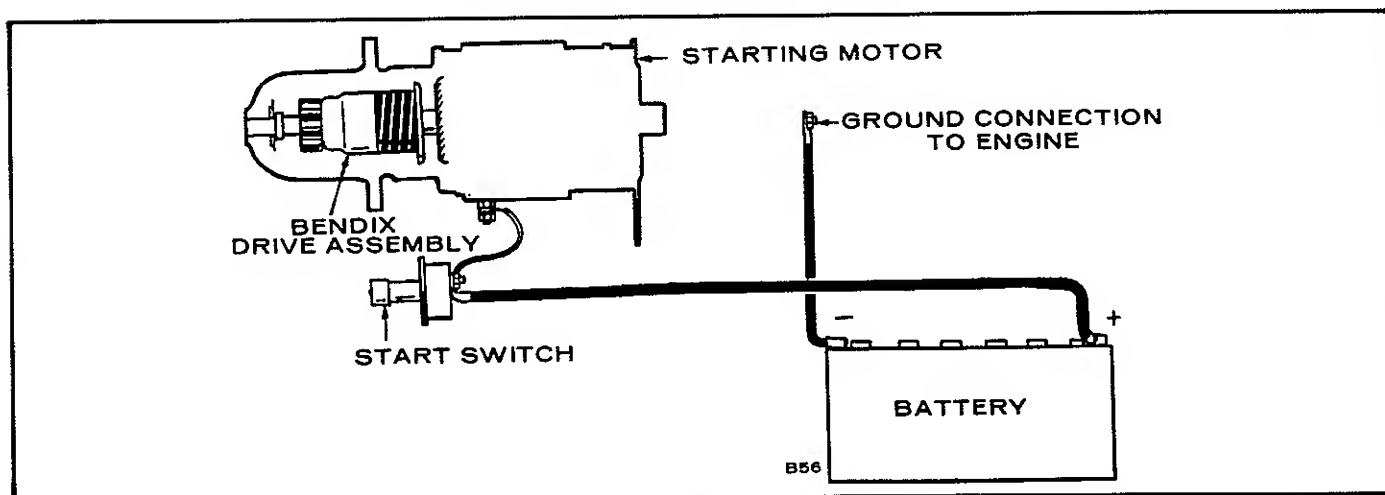 STARTING MOTOR
GROUND CONNECTION
TO ENGINE
BENDIX
DRIVE ASSEMBLY
START SWITCH
-
+
BATTERY
B56